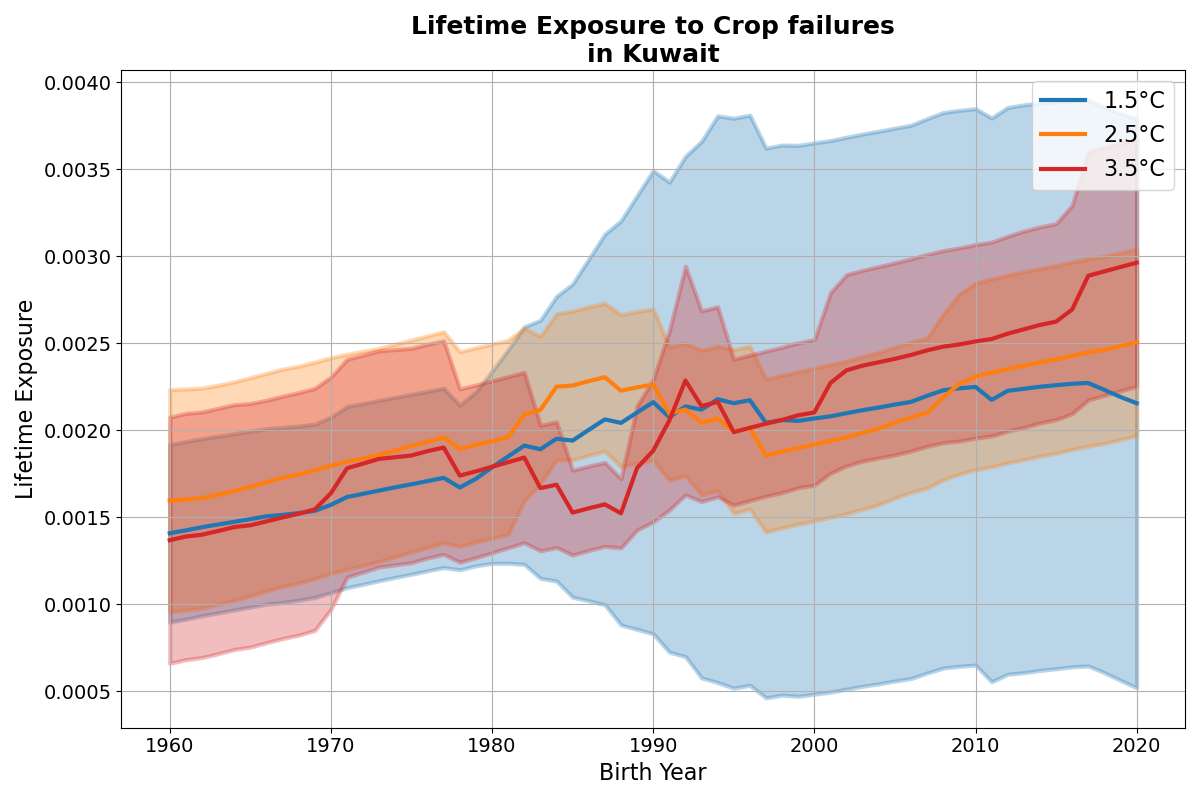 Lifetime Exposure to Crop failures
in Kuwait
0.0040
0.0035
0.0030
0.0025
0.0020
0.0015
0.0010
0.0005
Lifetime Exposure
1.5°C
2.5°C
3.5°C
1960 1970 1980 1990 2000 2010 2020
Birth Year